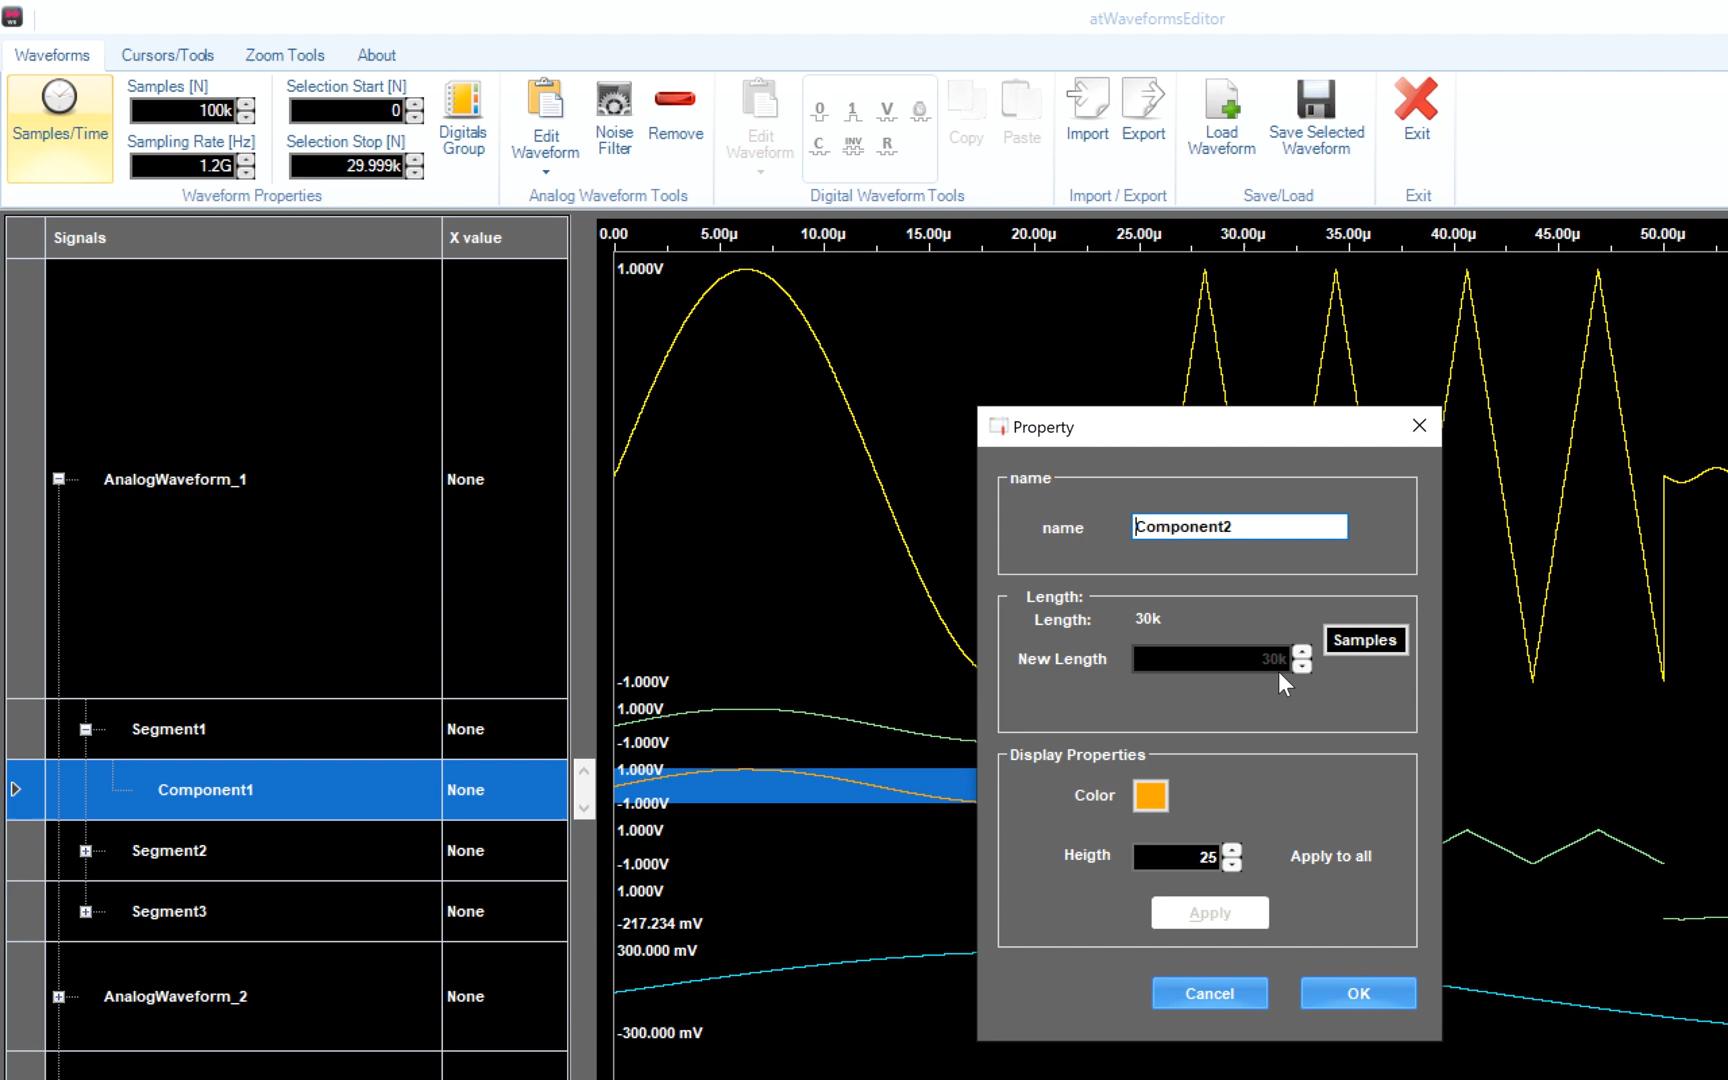 atWaveformsEditor
WS
Waveforms
Cursors/Tools
Zoom Tools
About
Samples/Time
Samples [N]
100k
Sampling Rate [Hz]
1.2G
Selection Start [N]
0
Selection Stop [N]
29.999k
Digitals
Group
Waveform Properties
Edit
Waveform
Noise
Filter
Remove
Analog Waveform Tools
Edit
Waveform
0
1
V
C
INV
R
Copy
Paste
Digital Waveform Tools
Import
Export
Import / Export
Load
Waveform
Save Selected
Waveform
Save/Load
Exit
Exit
Signals
X value
AnalogWaveform_1
None
Segment1
None
Component1
None
Segment2
None
Segment3
None
AnalogWaveform_2
None
0.00
5.00µ
10.00µ
15.00µ
20.00µ
25.00µ
30.00µ
35.00µ
40.00µ
45.00µ
50.00µ
1.000V
-1.000V
1.000V
-1.000V
1.000V
-1.000V
1.000V
-1.000V
1.000V
-217.234 mV
300.000 mV
-300.000 mV
Property
name
name
Component2
Length:
Length:
30k
New Length
30k
Samples
Display Properties
Color
Heigth
25
Apply to all
Apply
Cancel
OK